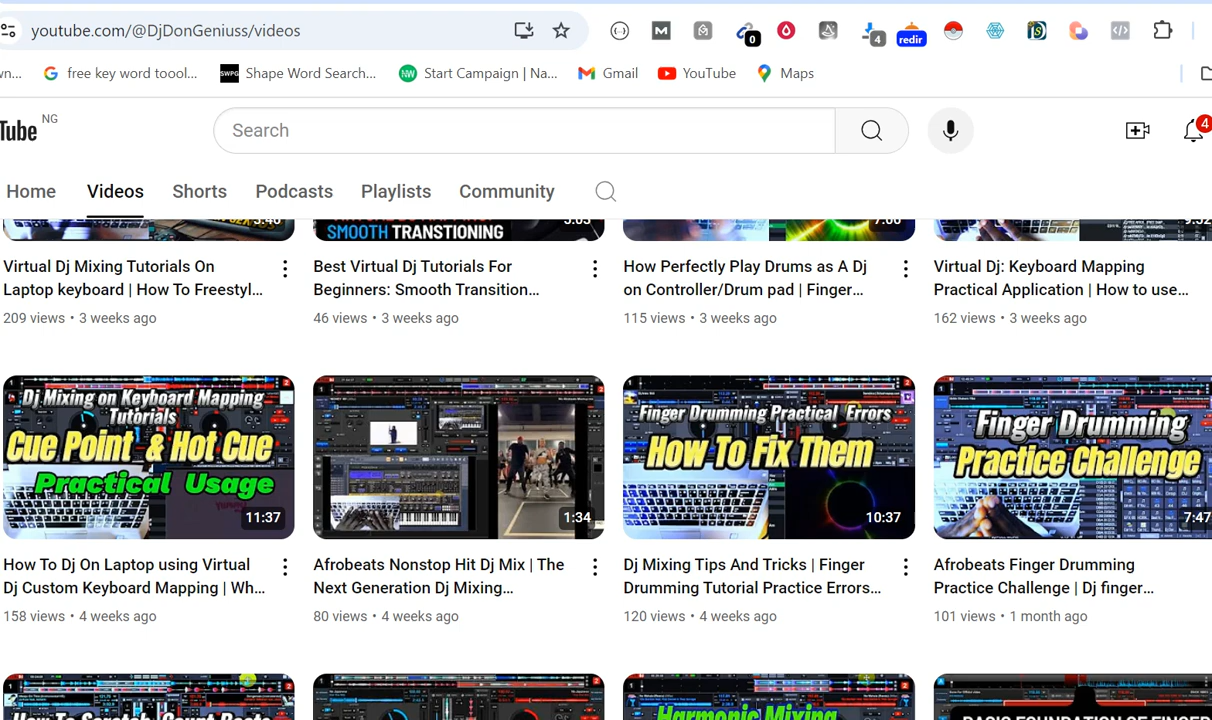 youtube.com/@DjDonGeniuss/videos
0
4
redir
wn...
free key word toool...
SWPG
Shape Word Search...
NW
Start Campaign | Na...
Gmail
YouTube
Maps
Tube NG
Search
4
Home
Videos
Shorts
Podcasts
Playlists
Community
SMOOTH TRANSTIONING
Virtual Dj Mixing Tutorials On
Laptop keyboard | How To Freestyl...
209 views • 3 weeks ago
Best Virtual Dj Tutorials For
Beginners: Smooth Transition...
46 views • 3 weeks ago
How Perfectly Play Drums as A Dj
on Controller/Drum pad | Finger...
115 views • 3 weeks ago
Virtual Dj: Keyboard Mapping
Practical Application | How to use...
162 views • 3 weeks ago
Dj Mixing on Keyboard Mapping
Tutorials
Cue Point & Hot Cue
Practical Usage
11:37
1:34
Finger Drumming Practical Errors
How To Fix Them
10:37
Finger Drumming
Practice Challenge
7:47
How To Dj On Laptop using Virtual
Dj Custom Keyboard Mapping | Wh...
158 views • 4 weeks ago
Afrobeats Nonstop Hit Dj Mix | The
Next Generation Dj Mixing...
80 views • 4 weeks ago
Dj Mixing Tips And Tricks | Finger
Drumming Tutorial Practice Errors...
120 views • 4 weeks ago
Afrobeats Finger Drumming
Practice Challenge | Dj finger...
101 views • 1 month ago
Harmonic Mixing